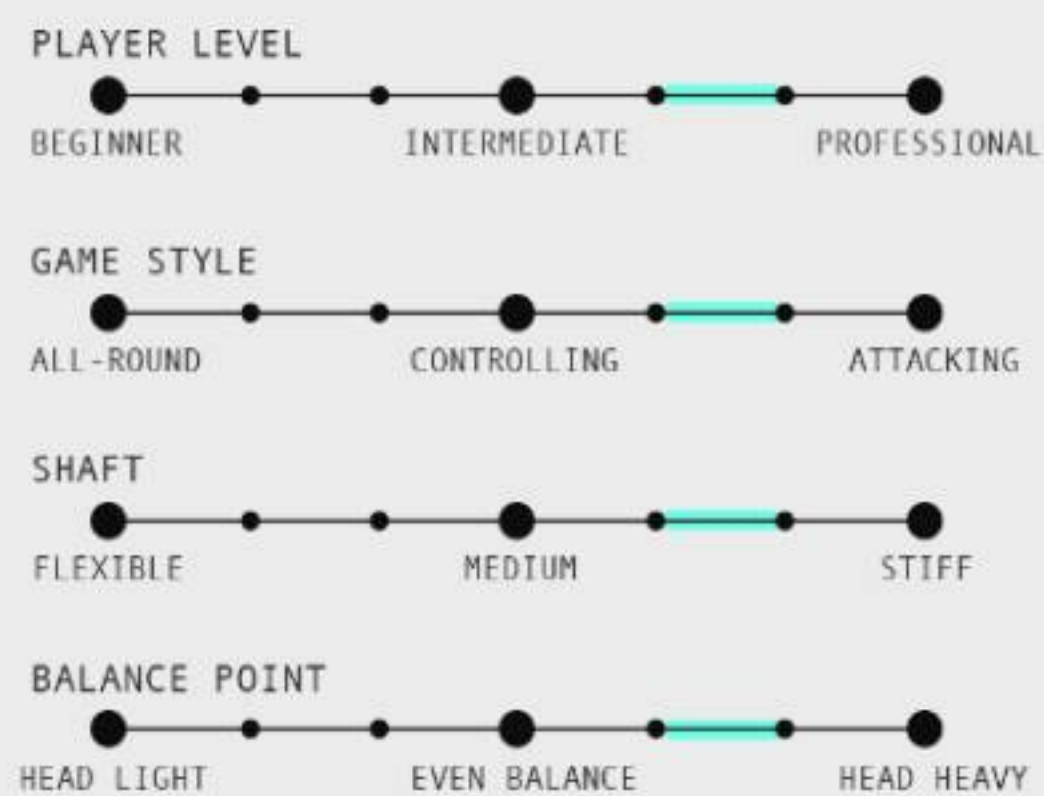 PLAYER LEVEL
BEGINNER INTERMEDIATE PROFESSIONAL
GAME STYLE
ALL-ROUND CONTROLLING ATTACKING
SHAFT
FLEXIBLE MEDIUM STIFF
BALANCE POINT
HEAD LIGHT EVEN BALANCE HEAD HEAVY